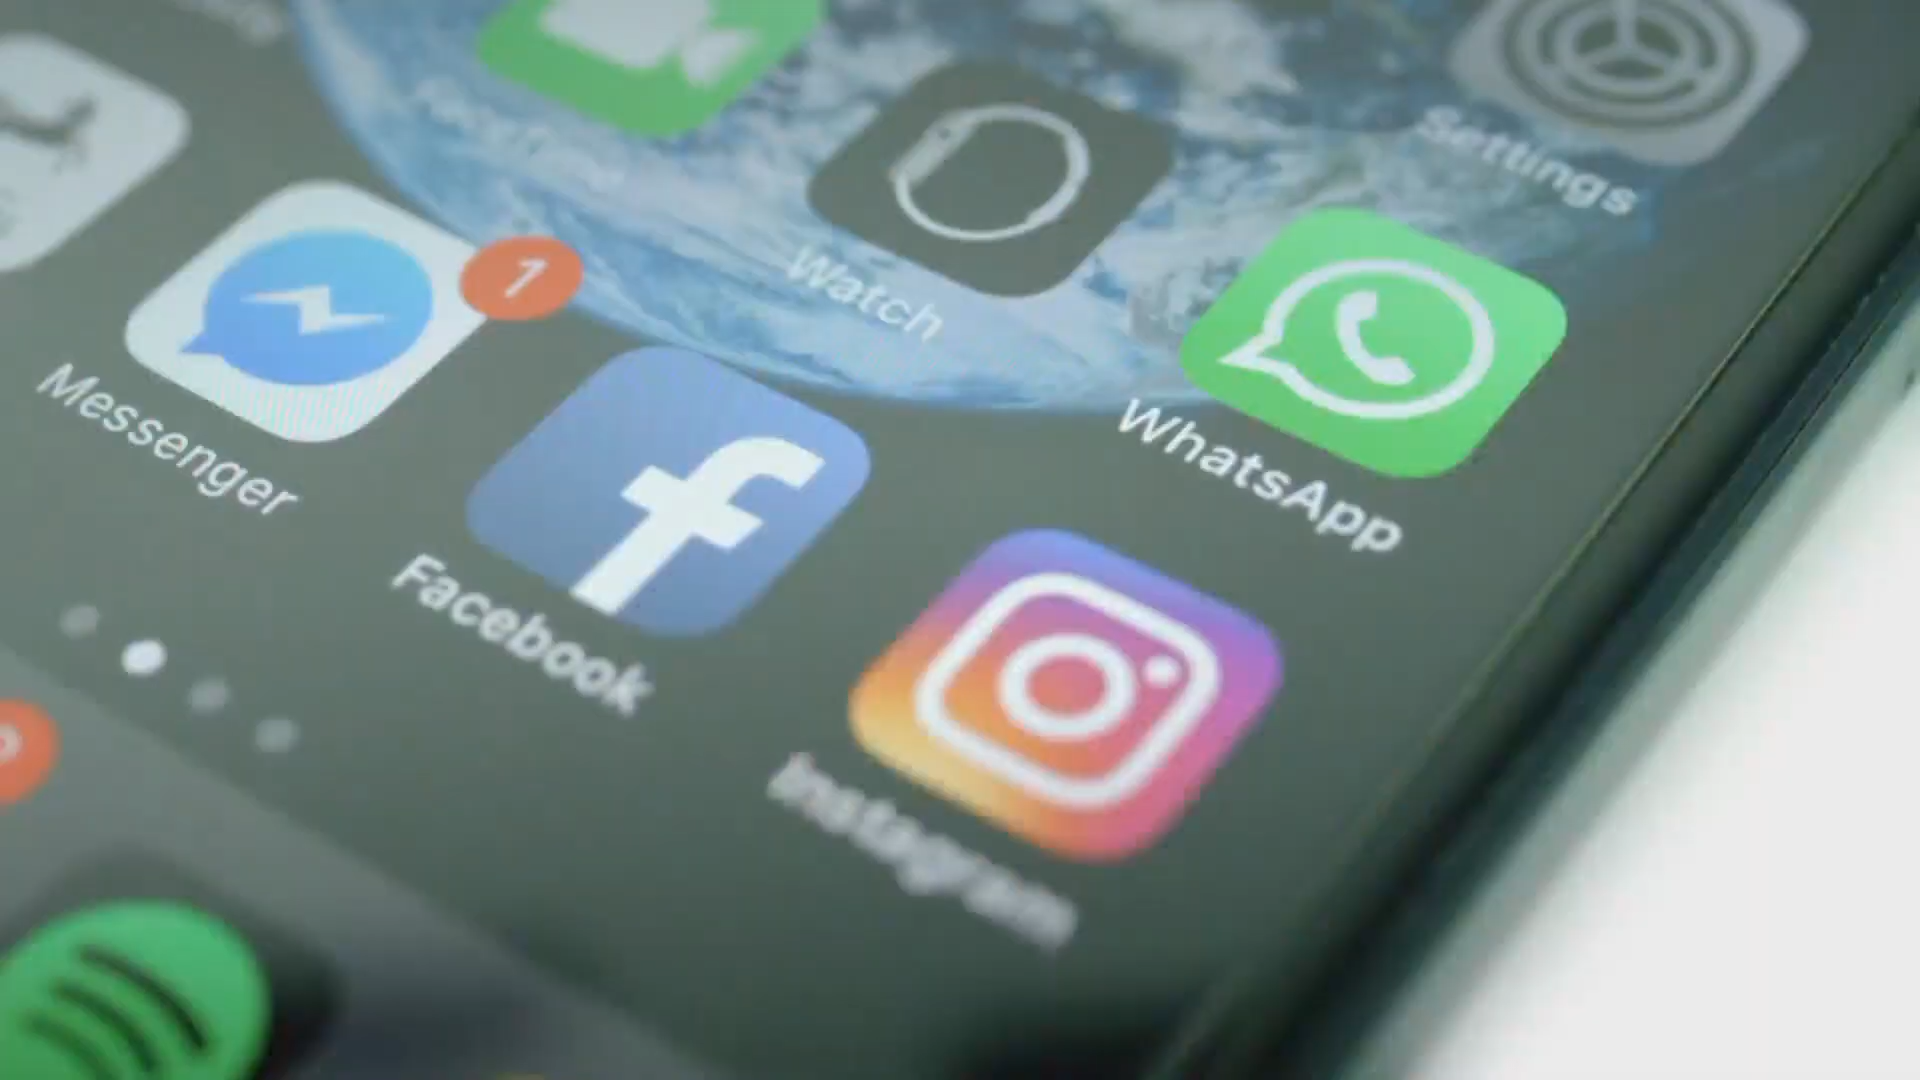 Settings
Watch
WhatsApp
1
Messenger
Facebook
Instagram